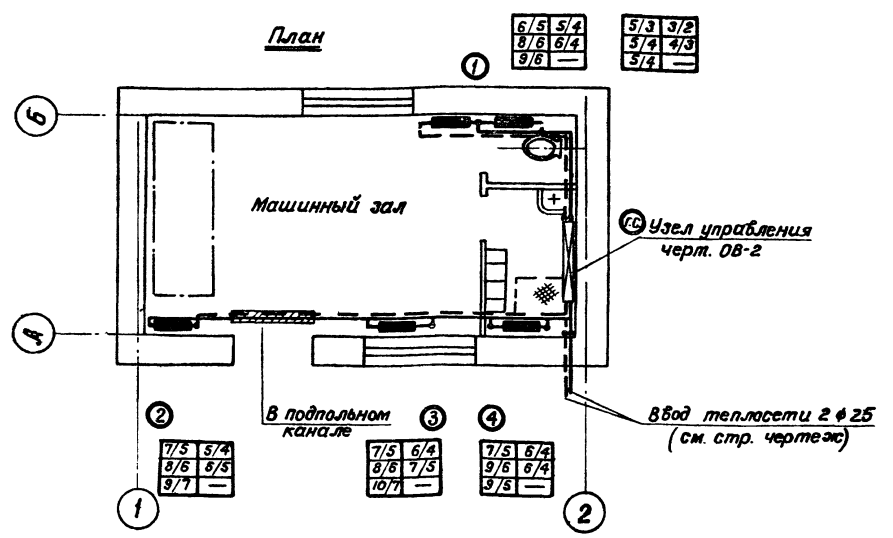 План
6/5 5/4
8/6 6/4
9/6 —
5/3 3/2
5/4 4/3
5/4 —
1
Б
Машинный зал
г.с.
Узел управления
черт. ОВ-2
Д
В подпольном
канале
Ввод теплосети 2 ф 25
(см. стр. чертеж)
2
7/5 5/4
8/6 6/5
9/7 —
3
7/5 6/4
8/6 7/5
10/7 —
4
7/5 6/4
9/6 6/4
9/5 —
1
2